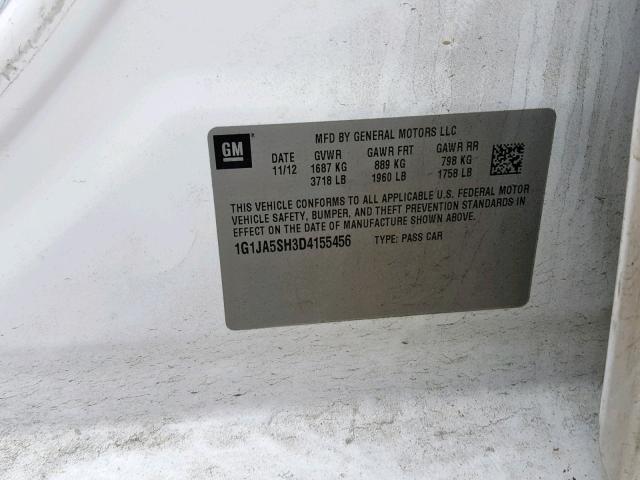 GM
MFD BY GENERAL MOTORS LLC
DATE GVWR GAWR FRT GAWR RR
11/12 1687 KG 889 KG 798 KG
3718 LB 1960 LB 1758 LB
THIS VEHICLE CONFORMS TO ALL APPLICABLE U.S. FEDERAL MOTOR
VEHICLE SAFETY, BUMPER, AND THEFT PREVENTION STANDARDS IN
EFFECT ON THE DATE OF MANUFACTURE SHOWN ABOVE.
1G1JA5SH3D4155456 TYPE: PASS CAR